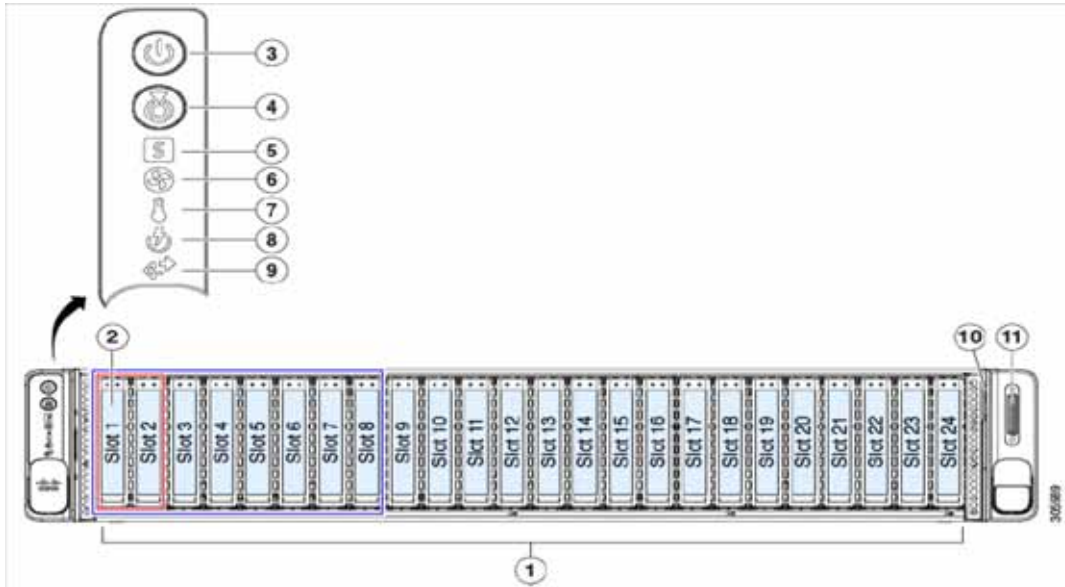 3
4
S
5
6
7
8
9
2
10
11
Slot 1
Slot 2
Slot 3
Slot 4
Slot 5
Slot 6
Slot 7
Slot 8
Slot 9
Slot 10
Slot 11
Slot 12
Slot 13
Slot 14
Slot 15
Slot 16
Slot 17
Slot 18
Slot 19
Slot 20
Slot 21
Slot 22
Slot 23
Slot 24
1